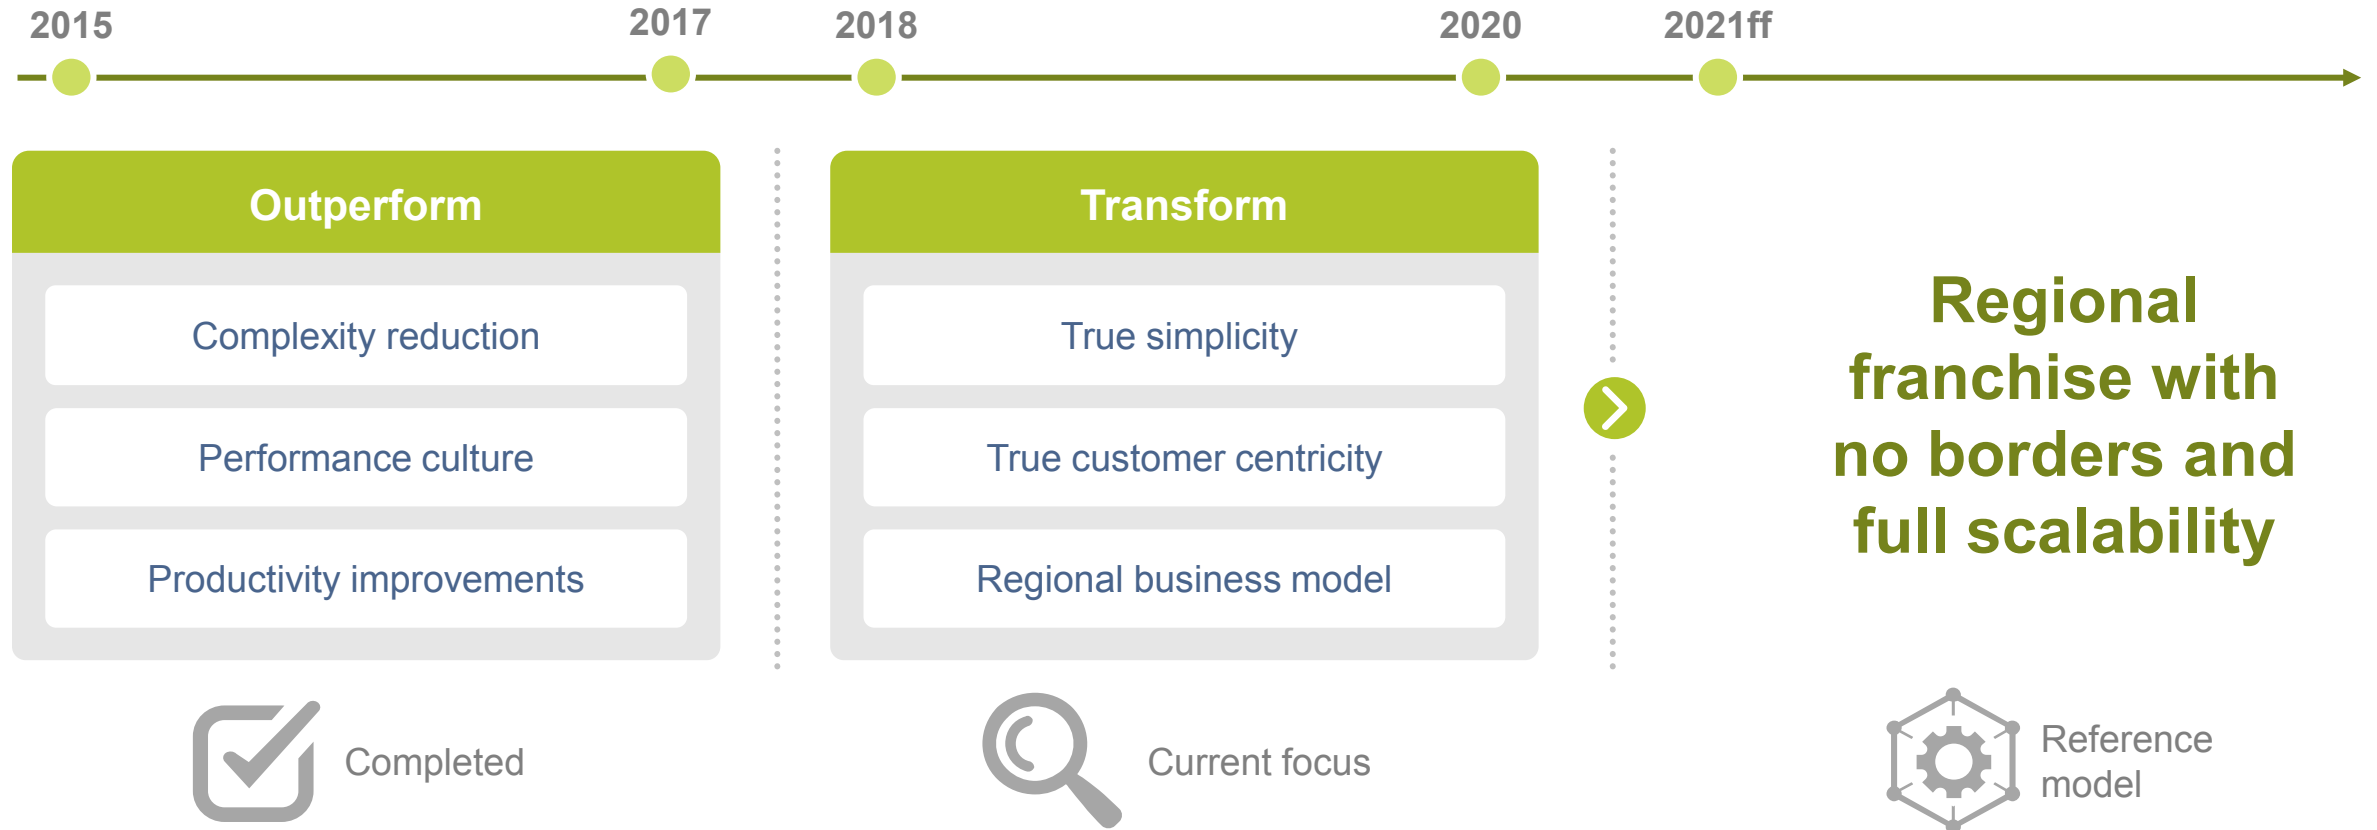 2015
2017
2018
2020
2021ff
Outperform
Complexity reduction
Performance culture
Productivity improvements
Completed
Transform
True simplicity
True customer centricity
Regional business model
Current focus
Regional
franchise with
no borders and
full scalability
Reference
model